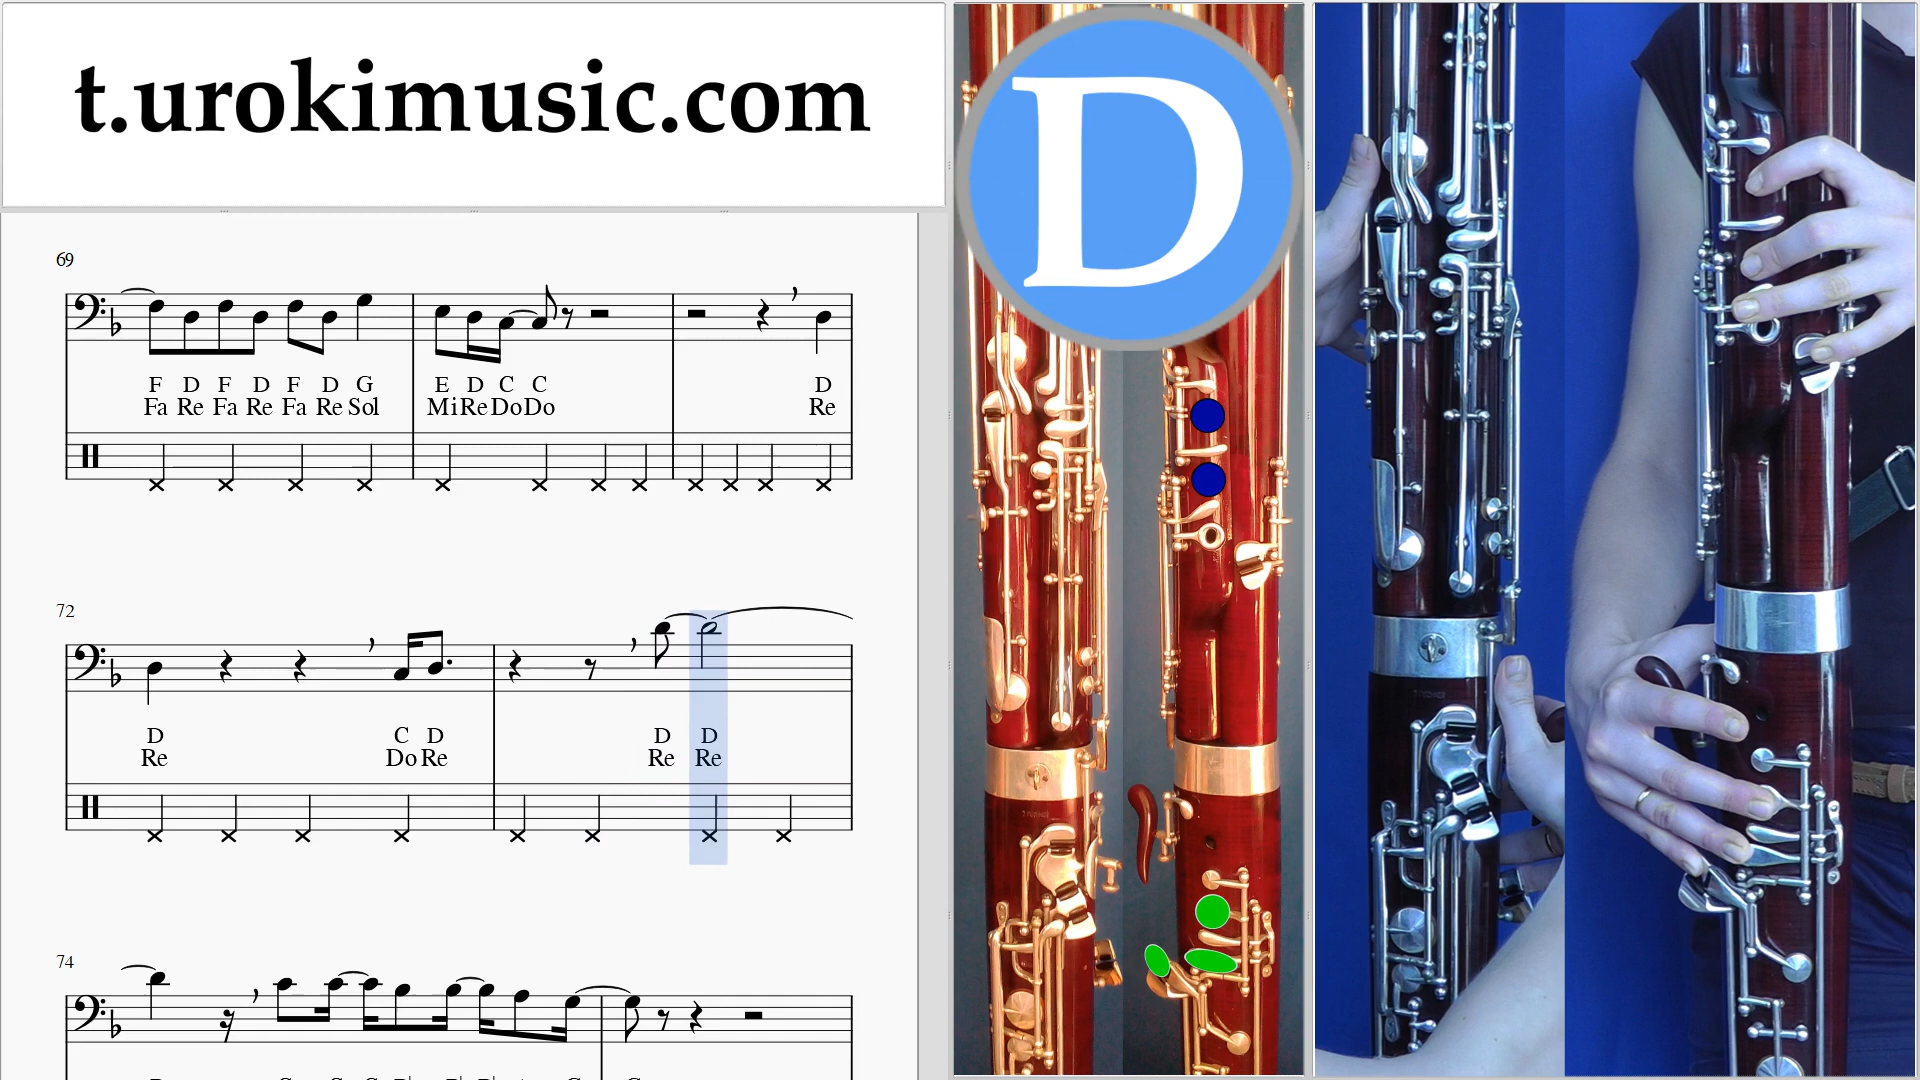 t.urokimusic.com
D
69
F D F D F D G E D C C D
Fa Re Fa Re Fa Re Sol Mi Re Do Do Re
72
D C D D D
Re Do Re Re Re
74